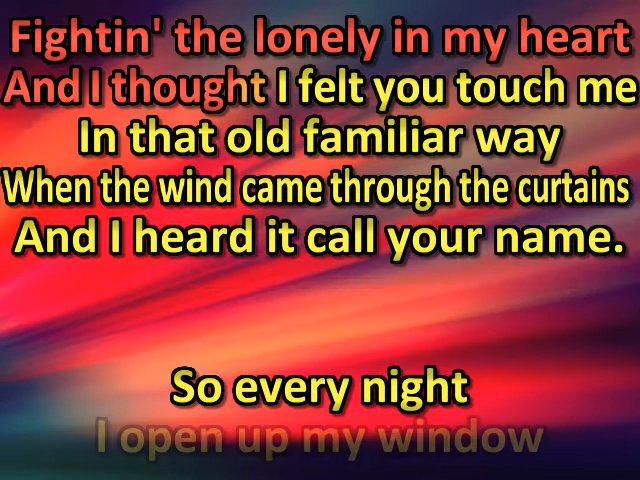 Fightin' the lonely in my heart
And I thought I felt you touch me
In that old familiar way
When the wind came through the curtains
And I heard it call your name.
So every night
I open up my window